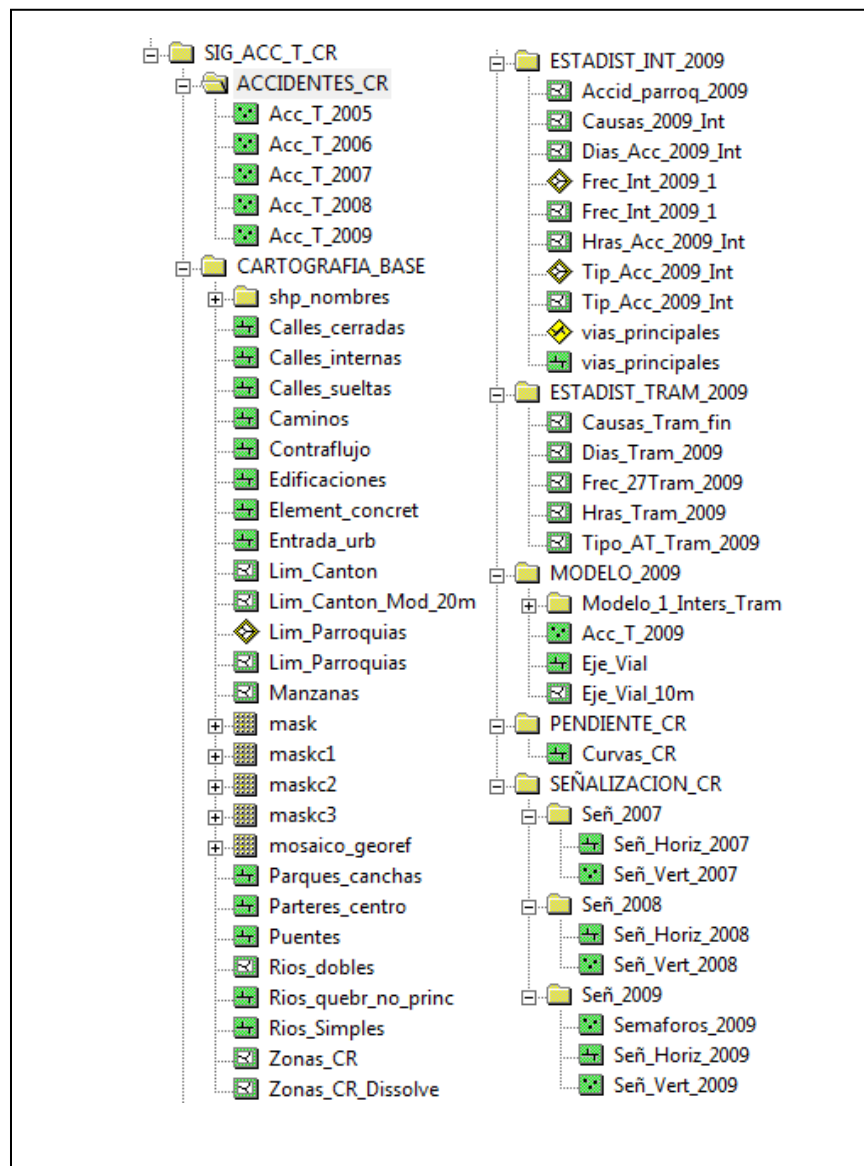 SIG_ACC_T_CR
ACCIDENTES_CR
Acc_T_2005
Acc_T_2006
Acc_T_2007
Acc_T_2008
Acc_T_2009
CARTOGRAFIA_BASE
shp_nombres
Calles_cerradas
Calles_internas
Calles_sueltas
Caminos
Contraflujo
Edificaciones
Element_concret
Entrada_urb
Lim_Canton
Lim_Canton_Mod_20m
Lim_Parroquias
Lim_Parroquias
Manzanas
mask
maskc1
maskc2
maskc3
mosaico_georef
Parques_canchas
Parteres_centro
Puentes
Rios_dobles
Rios_quebr_no_princ
Rios_Simples
Zonas_CR
Zonas_CR_Dissolve
ESTADIST_INT_2009
Accid_parroq_2009
Causas_2009_Int
Dias_Acc_2009_Int
Frec_Int_2009_1
Frec_Int_2009_1
Hras_Acc_2009_Int
Tip_Acc_2009_Int
Tip_Acc_2009_Int
vias_principales
vias_principales
ESTADIST_TRAM_2009
Causas_Tram_fin
Dias_Tram_2009
Frec_27Tram_2009
Hras_Tram_2009
Tipo_AT_Tram_2009
MODELO_2009
Modelo_1_Inters_Tram
Acc_T_2009
Eje_Vial
Eje_Vial_10m
PENDIENTE_CR
Curvas_CR
SEÑALIZACION_CR
Señ_2007
Señ_Horiz_2007
Señ_Vert_2007
Señ_2008
Señ_Horiz_2008
Señ_Vert_2008
Señ_2009
Semaforos_2009
Señ_Horiz_2009
Señ_Vert_2009